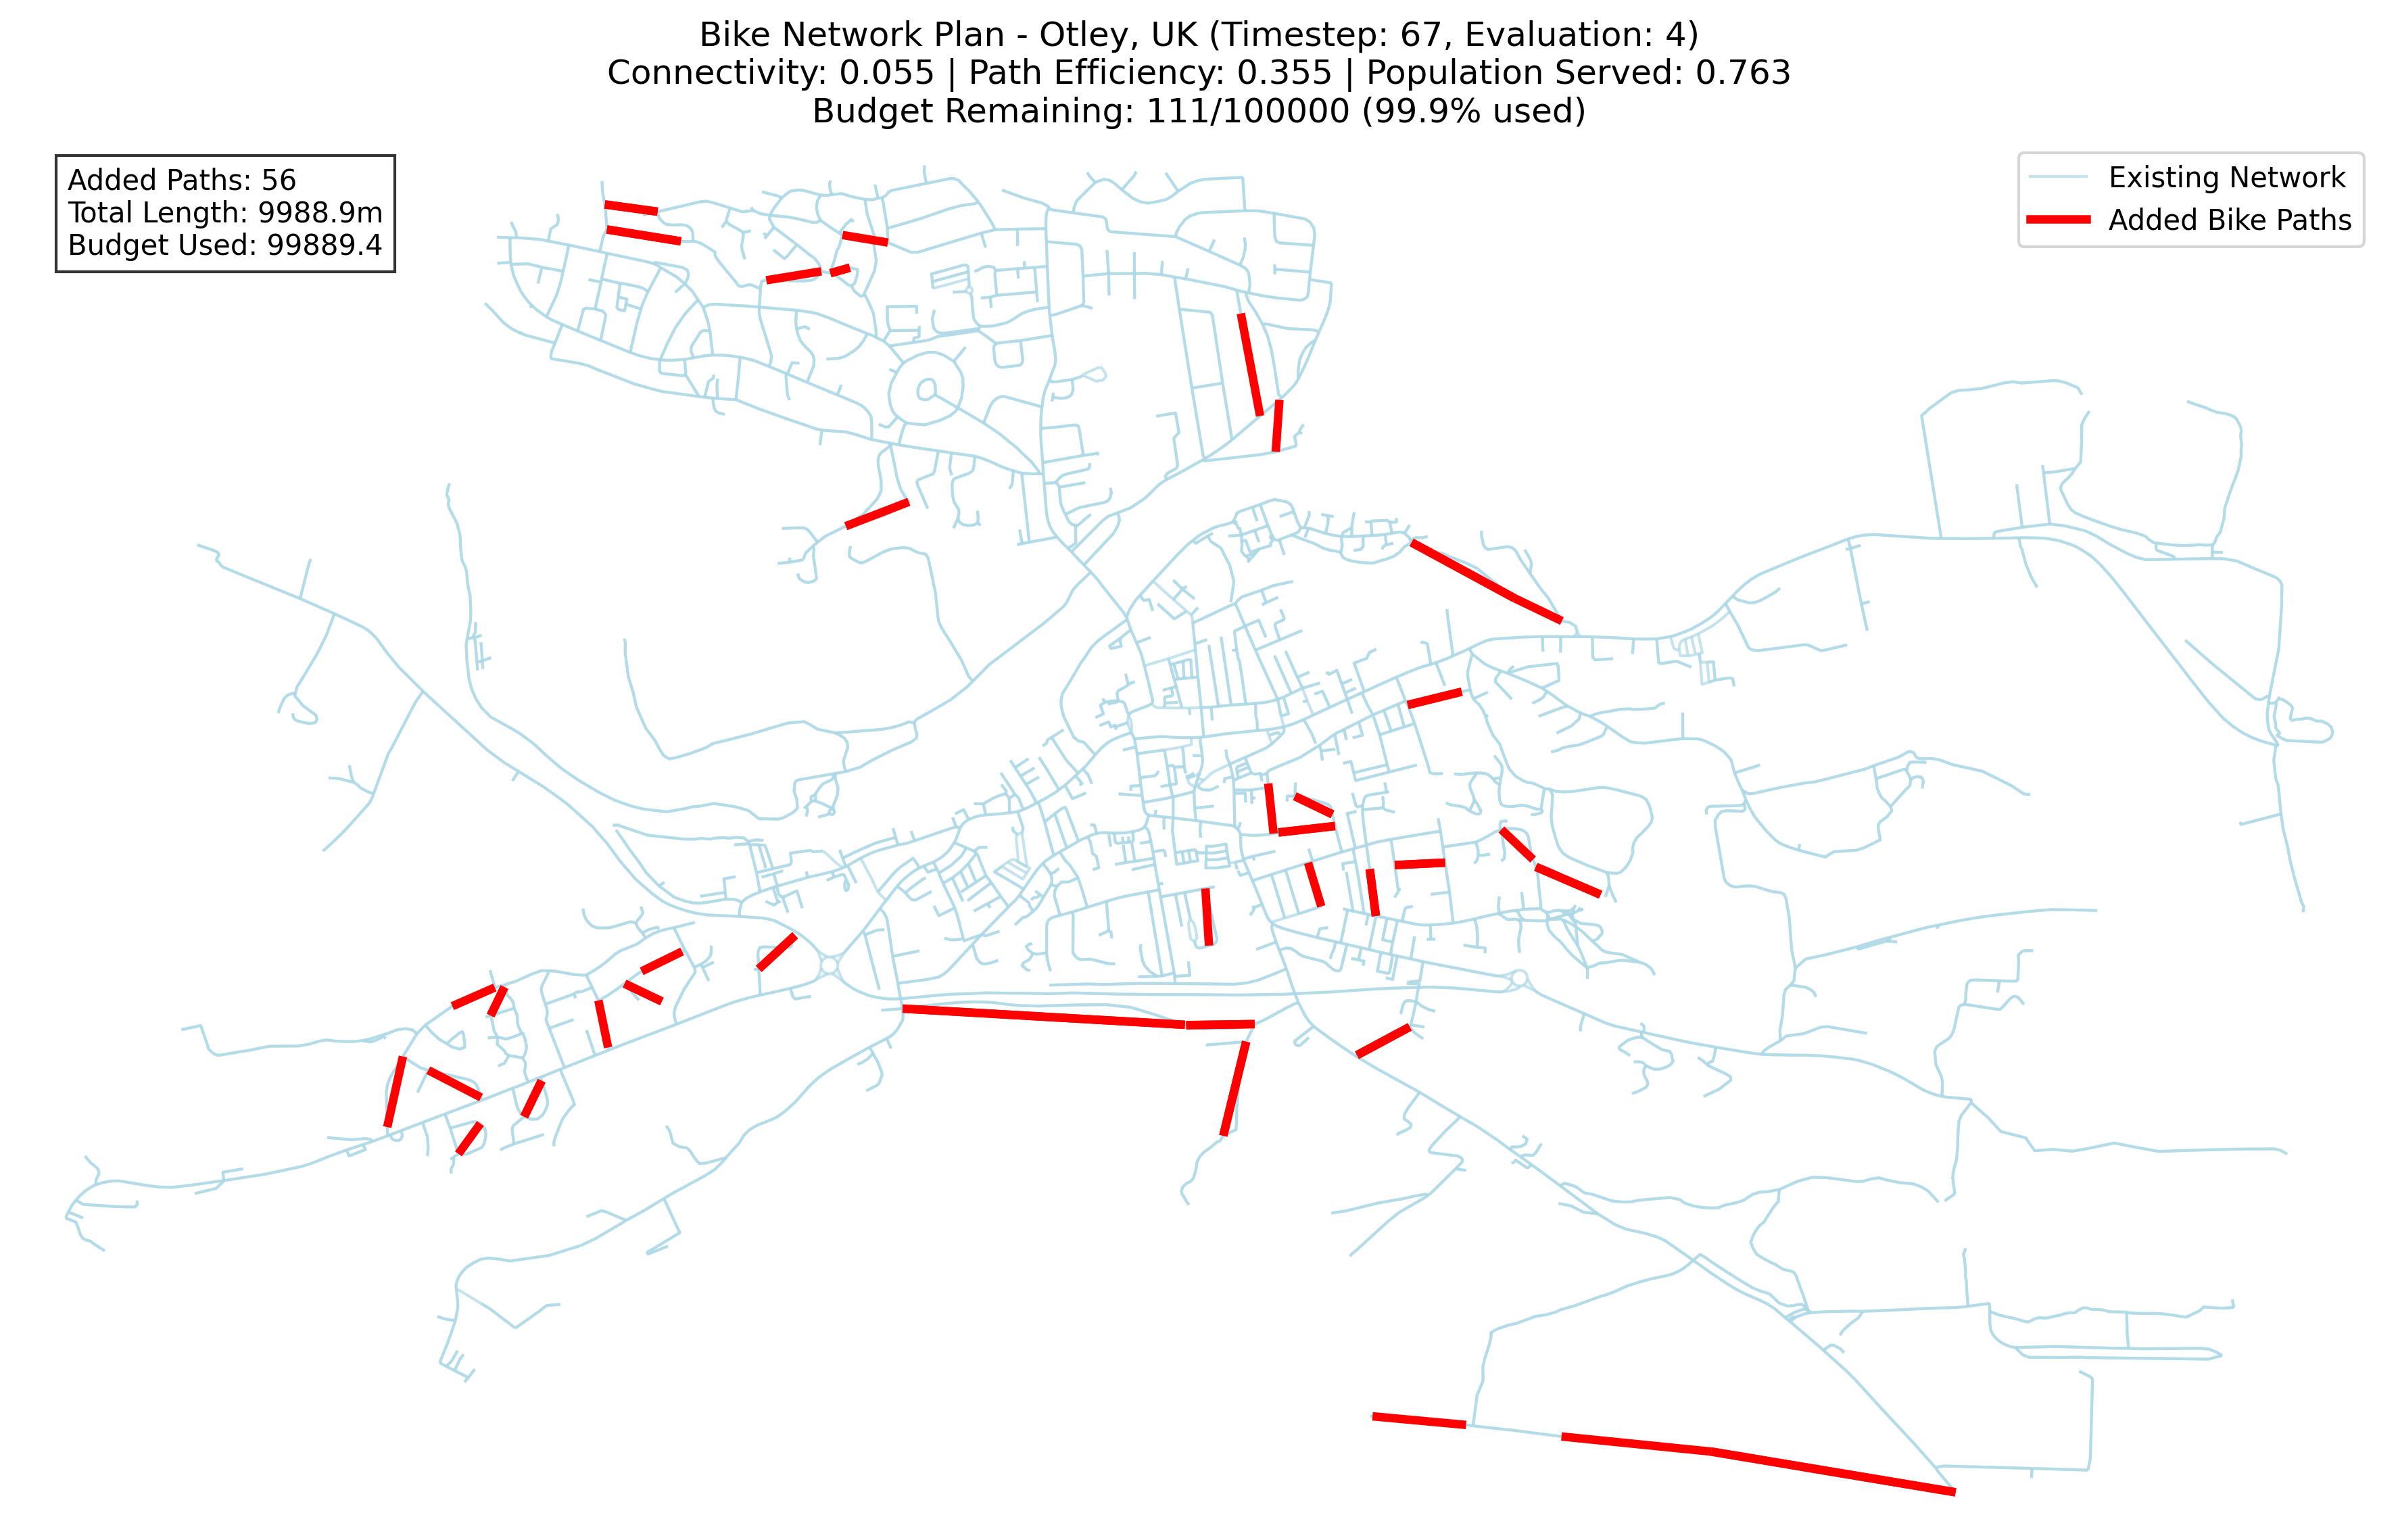 Bike Network Plan - Otley, UK (Timestep: 67, Evaluation: 4)
Connectivity: 0.055 | Path Efficiency: 0.355 | Population Served: 0.763
Budget Remaining: 111/100000 (99.9% used)
Added Paths: 56
Total Length: 9988.9m
Budget Used: 99889.4
Existing Network
Added Bike Paths